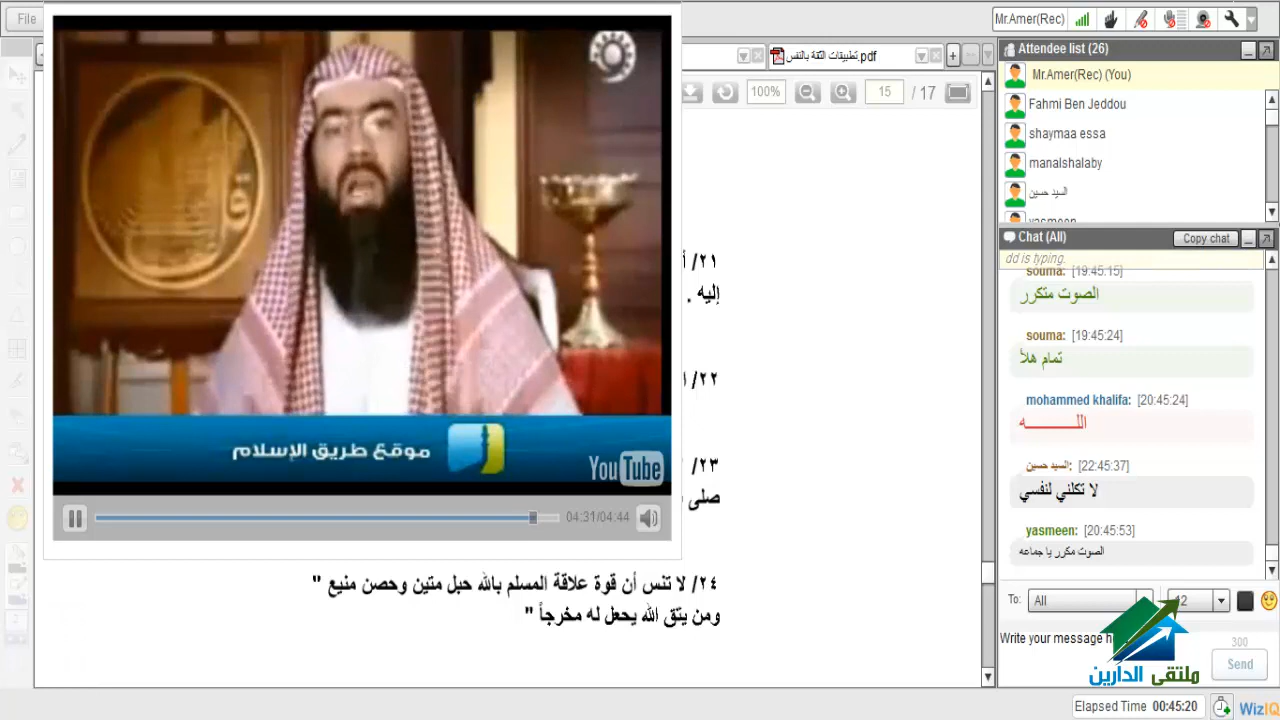 File
Mr.Amer(Rec)
تطبيقات الثقة بالنفس.pdf
100%
15
/ 17
موقع طريق الإسلام
YouTube
04:31/04:44
٢١/
إليه .
٢٢/
٢٣/
صلى
٢٤/ لا تنس أن قوة علاقة المسلم بالله حبل متين وحصن منيع "
ومن يتق الله يجعل له مخرجاً "
Attendee list (26)
Mr.Amer(Rec) (You)
Fahmi Ben Jeddou
shaymaa essa
manalshalaby
السيد حسين
yasmeen
Chat (All)
Copy chat
dd is typing.
souma: [19:45:15]
الصوت متكرر
souma: [19:45:24]
تمام هلأ
mohammed khalifa: [20:45:24]
اللــــــــــه
السيد حسين: [22:45:37]
لا تكلني لنفسي
yasmeen: [20:45:53]
الصوت مكرر يا جماعه
To:
All
12
Write your message h
300
Send
ملتقى الدارين
Elapsed Time 00:45:20
WizIQ